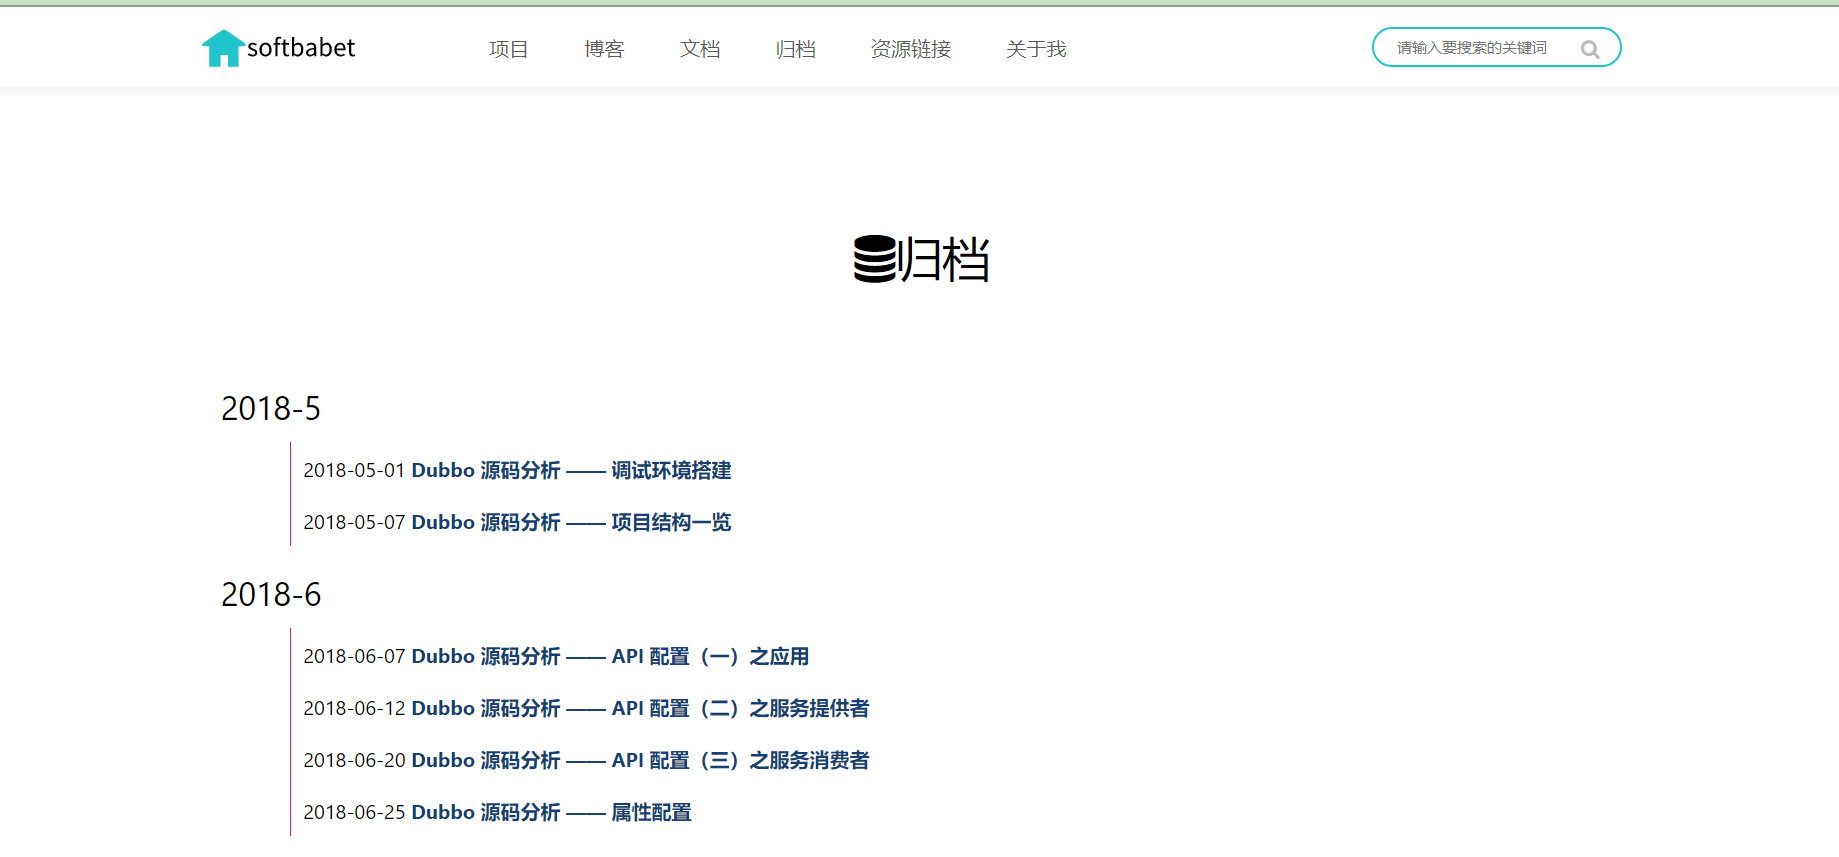 softbabet 项目 博客 文档 归档 资源链接 关于我 请输入要搜索的关键词
归档
2018-5
2018-05-01 Dubbo 源码分析 —— 调试环境搭建
2018-05-07 Dubbo 源码分析 —— 项目结构一览
2018-6
2018-06-07 Dubbo 源码分析 —— API 配置（一）之应用
2018-06-12 Dubbo 源码分析 —— API 配置（二）之服务提供者
2018-06-20 Dubbo 源码分析 —— API 配置（三）之服务消费者
2018-06-25 Dubbo 源码分析 —— 属性配置